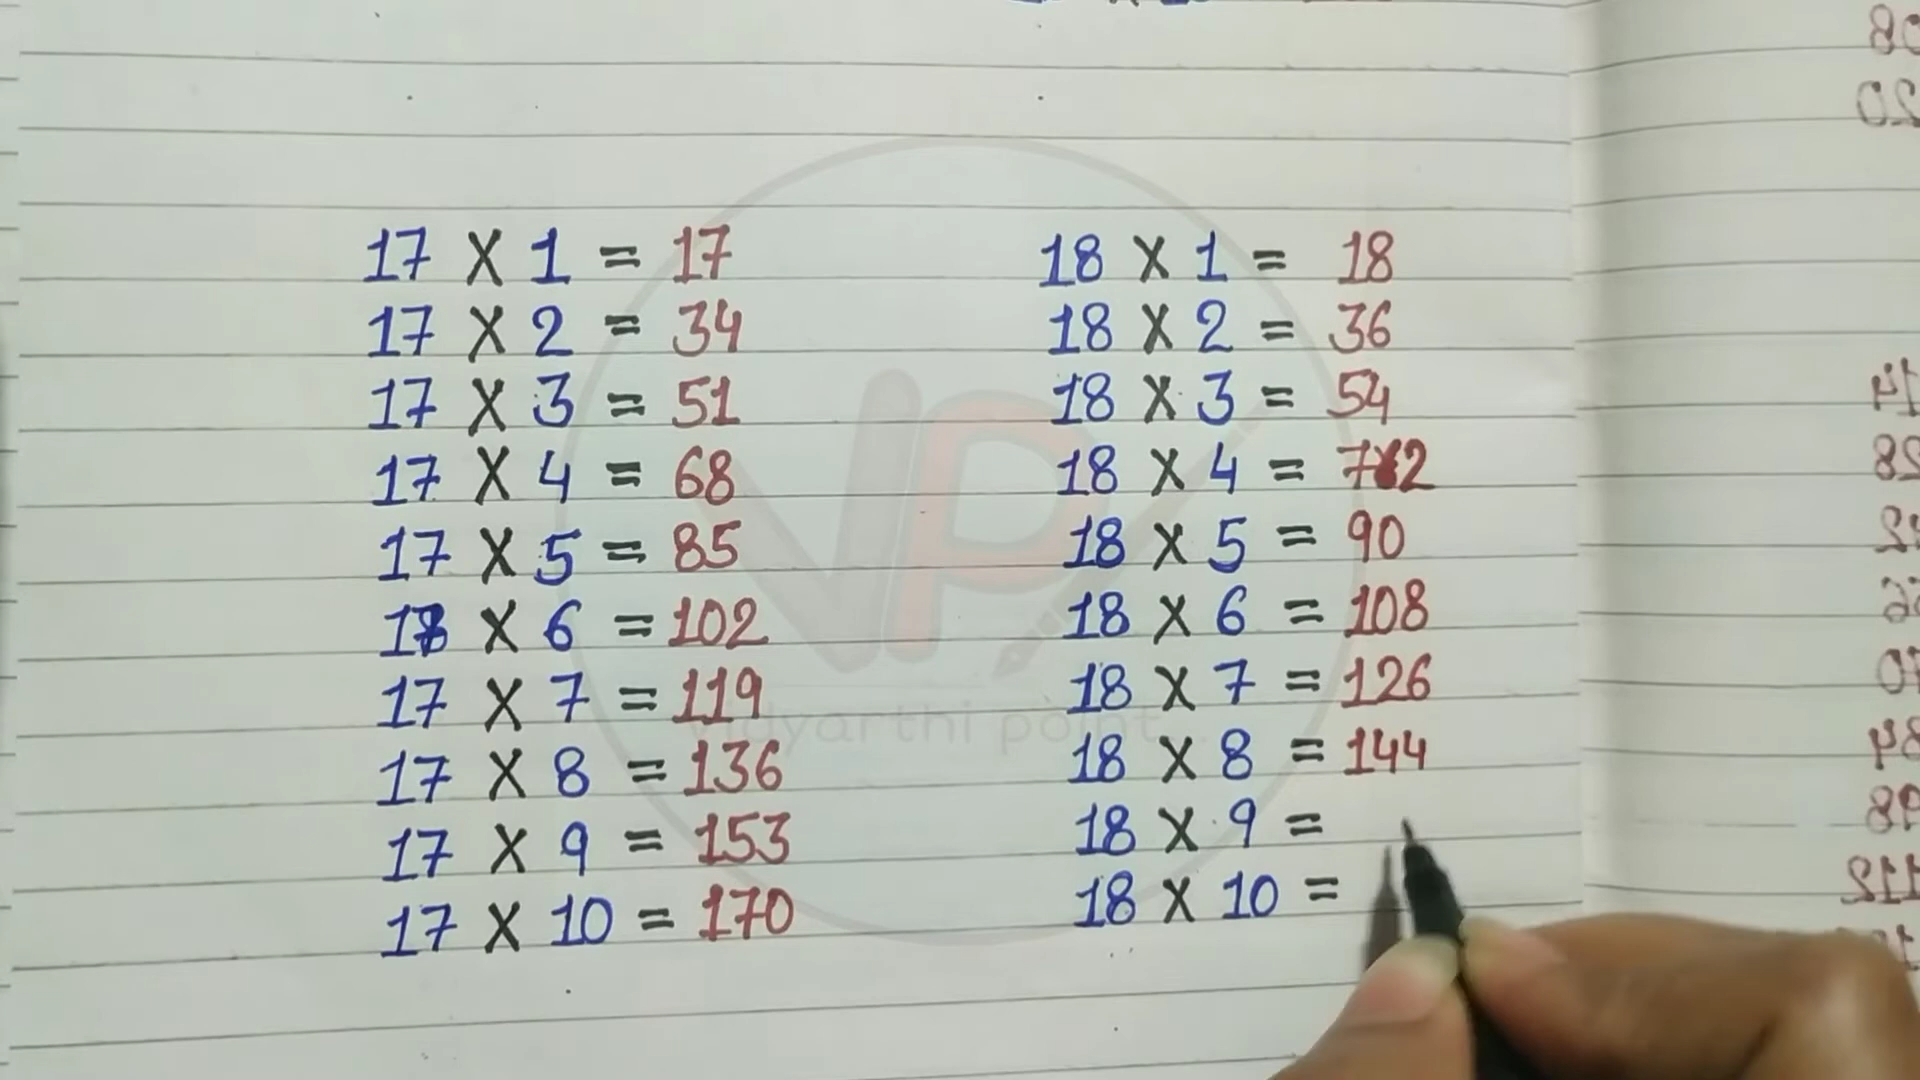 17 X 1 = 17
17 X 2 = 34
17 X 3 = 51
17 X 4 = 68
17 X 5 = 85
17 X 6 = 102
17 X 7 = 119
17 X 8 = 136
17 X 9 = 153
17 X 10 = 170
18 X 1 = 18
18 X 2 = 36
18 X 3 = 54
18 X 4 = 72
18 X 5 = 90
18 X 6 = 108
18 X 7 = 126
18 X 8 = 144
18 X 9 =
18 X 10 =
VP
vidyarthi point